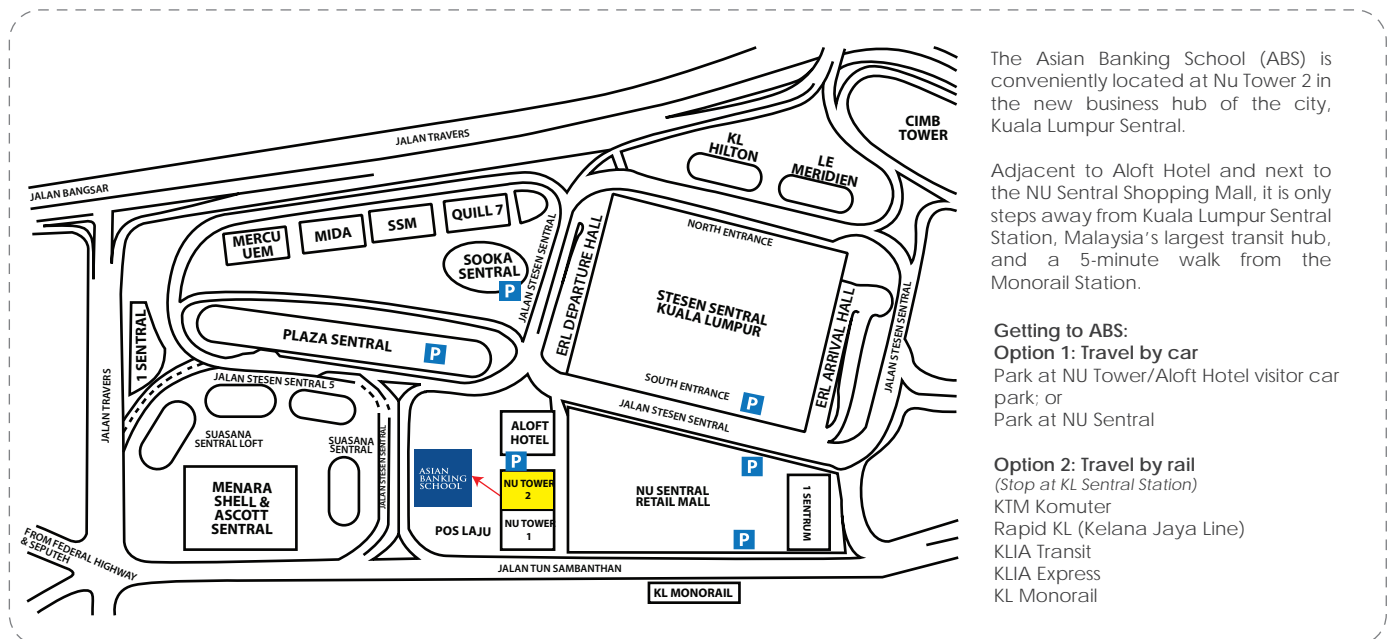 JALAN TRAVERS
JALAN BANGSAR
CIMB
TOWER
KL
HILTON
LE
MERIDIEN
MERCU
UEM
MIDA
SSM
QUILL 7
SOOKA
SENTRAL
P
JALAN STESEN SENTRAL
ERL DEPARTURE HALL
NORTH ENTRANCE
STESEN SENTRAL
KUALA LUMPUR
SOUTH ENTRANCE
P
ERL ARRIVAL HALL
JALAN STESEN SENTRAL
JALAN STESEN SENTRAL
1 SENTRAL
PLAZA SENTRAL
P
JALAN TRAVERS
JALAN STESEN SENTRAL 5
SUASANA
SENTRAL LOFT
SUASANA
SENTRAL
JALAN STESEN SENTRAL
MENARA
SHELL &
ASCOTT
SENTRAL
ASIAN
BANKING
SCHOOL
ALOFT
HOTEL
P
NU TOWER
2
NU TOWER
1
POS LAJU
NU SENTRAL
RETAIL MALL
P
P
1 SENTRUM
FROM FEDERAL HIGHWAY
& SEPUTEH
JALAN TUN SAMBANTHAN
KL MONORAIL
The Asian Banking School (ABS) is
conveniently located at Nu Tower 2 in
the new business hub of the city,
Kuala Lumpur Sentral.
Adjacent to Aloft Hotel and next to
the NU Sentral Shopping Mall, it is only
steps away from Kuala Lumpur Sentral
Station, Malaysia's largest transit hub,
and a 5-minute walk from the
Monorail Station.
Getting to ABS:
Option 1: Travel by car
Park at NU Tower/Aloft Hotel visitor car
park; or
Park at NU Sentral
Option 2: Travel by rail
(Stop at KL Sentral Station)
KTM Komuter
Rapid KL (Kelana Jaya Line)
KLIA Transit
KLIA Express
KL Monorail